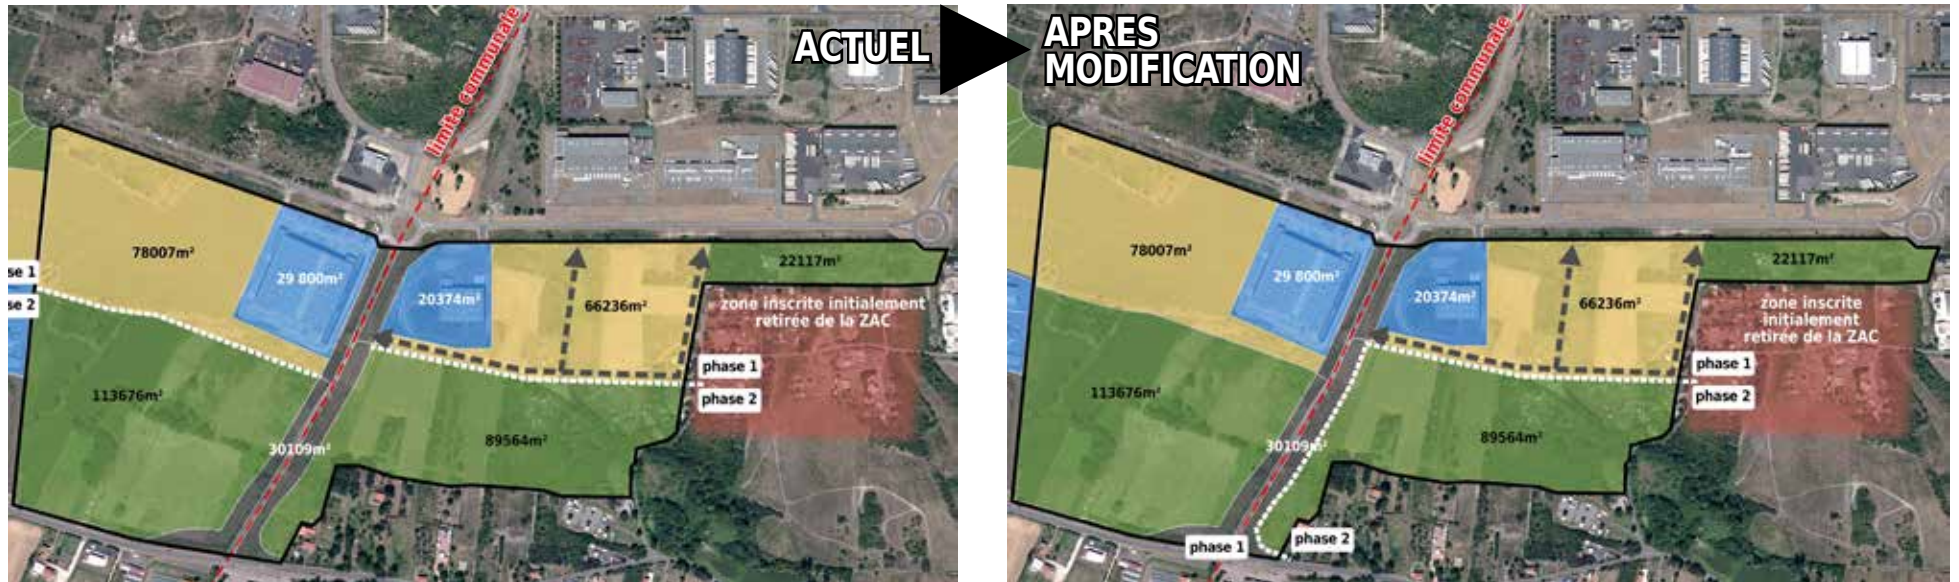 ACTUEL
limite communale
78007m²
29 800m²
20374m²
66236m²
22117m²
zone inscrite initialement
retirée de la ZAC
se 1
se 2
phase 1
phase 2
113676m²
30109m²
89564m²
APRES
MODIFICATION
limite communale
78007m²
29 800m²
20374m²
66236m²
22117m²
zone inscrite
initialement
retirée de la ZAC
phase 1
phase 2
113676m²
30109m²
89564m²
phase 1
phase 2